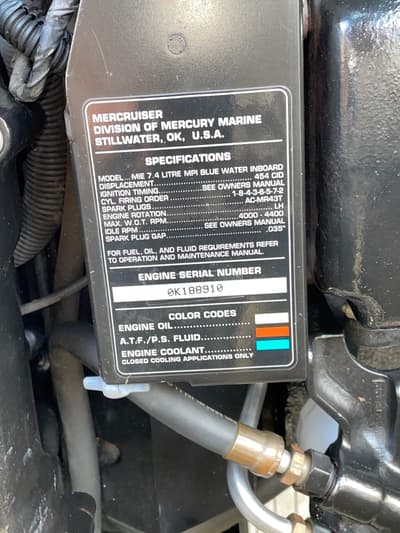 MERCRUISER
DIVISION OF MERCURY MARINE
STILLWATER, OK, U.S.A.
SPECIFICATIONS
MODEL...MIE 7.4 LITRE MPI BLUE WATER INBOARD
DISPLACEMENT.......454 CID
IGNITION TIMING.......SEE OWNERS MANUAL
CYL. FIRING ORDER.......1-8-4-3-6-5-7-2
SPARK PLUGS.......AC-MR43T
ENGINE ROTATION.......LH
MAX. W.O.T. RPM.......4000 - 4400
IDLE RPM.......SEE OWNERS MANUAL
SPARK PLUG GAP.......035"
FOR FUEL, OIL, AND FLUID REQUIREMENTS REFER
TO OPERATION AND MAINTENANCE MANUAL.
ENGINE SERIAL NUMBER
0K188910
COLOR CODES
ENGINE OIL.......
A.T.F./P.S. FLUID.......
ENGINE COOLANT.......
CLOSED COOLING APPLICATIONS ONLY